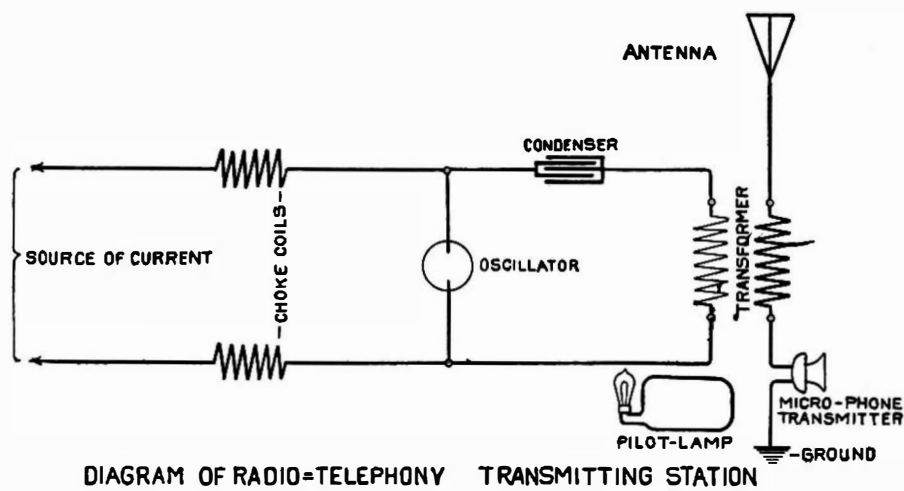 ANTENNA
CONDENSER
SOURCE OF CURRENT
-CHOKE COILS-
OSCILLATOR
TRANSFORMER
MICRO-PHONE
TRANSMITTER
PILOT-LAMP
-GROUND
DIAGRAM OF RADIO=TELEPHONY TRANSMITTING STATION